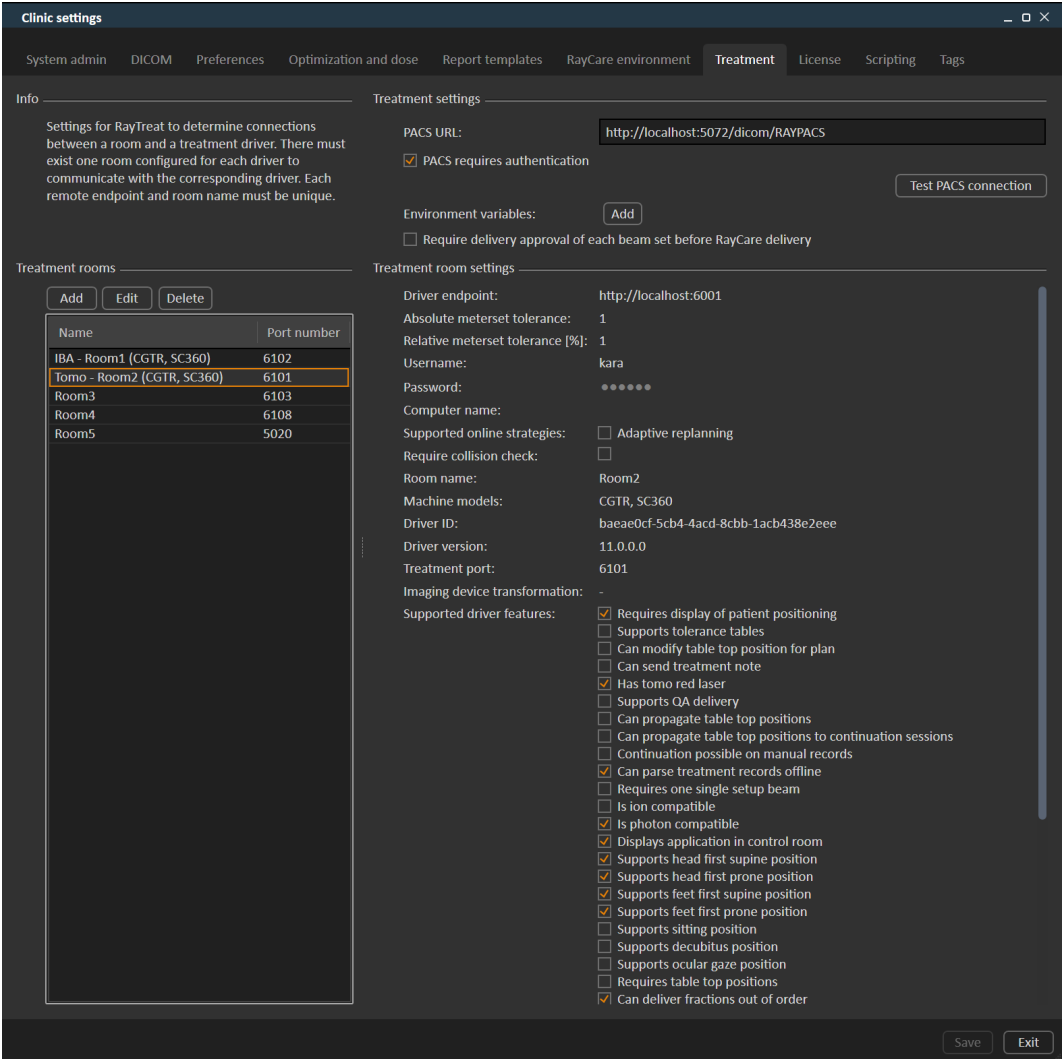 Clinic settings
System admin DICOM Preferences Optimization and dose Report templates RayCare environment Treatment License Scripting Tags
Info
Settings for RayTreat to determine connections
between a room and a treatment driver. There must
exist one room configured for each driver to
communicate with the corresponding driver. Each
remote endpoint and room name must be unique.
Treatment settings
PACS URL: http://localhost:5072/dicom/RAYPACS
PACS requires authentication
Test PACS connection
Environment variables: Add
Require delivery approval of each beam set before RayCare delivery
Treatment rooms
Add Edit Delete
Name Port number
IBA - Room1 (CGTR, SC360) 6102
Tomo - Room2 (CGTR, SC360) 6101
Room3 6103
Room4 6108
Room5 5020
Treatment room settings
Driver endpoint: http://localhost:6001
Absolute meterset tolerance: 1
Relative meterset tolerance [%]: 1
Username: kara
Password: ●●●●●●
Computer name:
Supported online strategies: Adaptive replanning
Require collision check:
Room name: Room2
Machine models: CGTR, SC360
Driver ID: baeae0cf-5cb4-4acd-8cbb-1acb438e2eee
Driver version: 11.0.0.0
Treatment port: 6101
Imaging device transformation: -
Supported driver features: Requires display of patient positioning
Supports tolerance tables
Can modify table top position for plan
Can send treatment note
Has tomo red laser
Supports QA delivery
Can propagate table top positions
Can propagate table top positions to continuation sessions
Continuation possible on manual records
Can parse treatment records offline
Requires one single setup beam
Is ion compatible
Is photon compatible
Displays application in control room
Supports head first supine position
Supports head first prone position
Supports feet first supine position
Supports feet first prone position
Supports sitting position
Supports decubitus position
Supports ocular gaze position
Requires table top positions
Can deliver fractions out of order
Save Exit